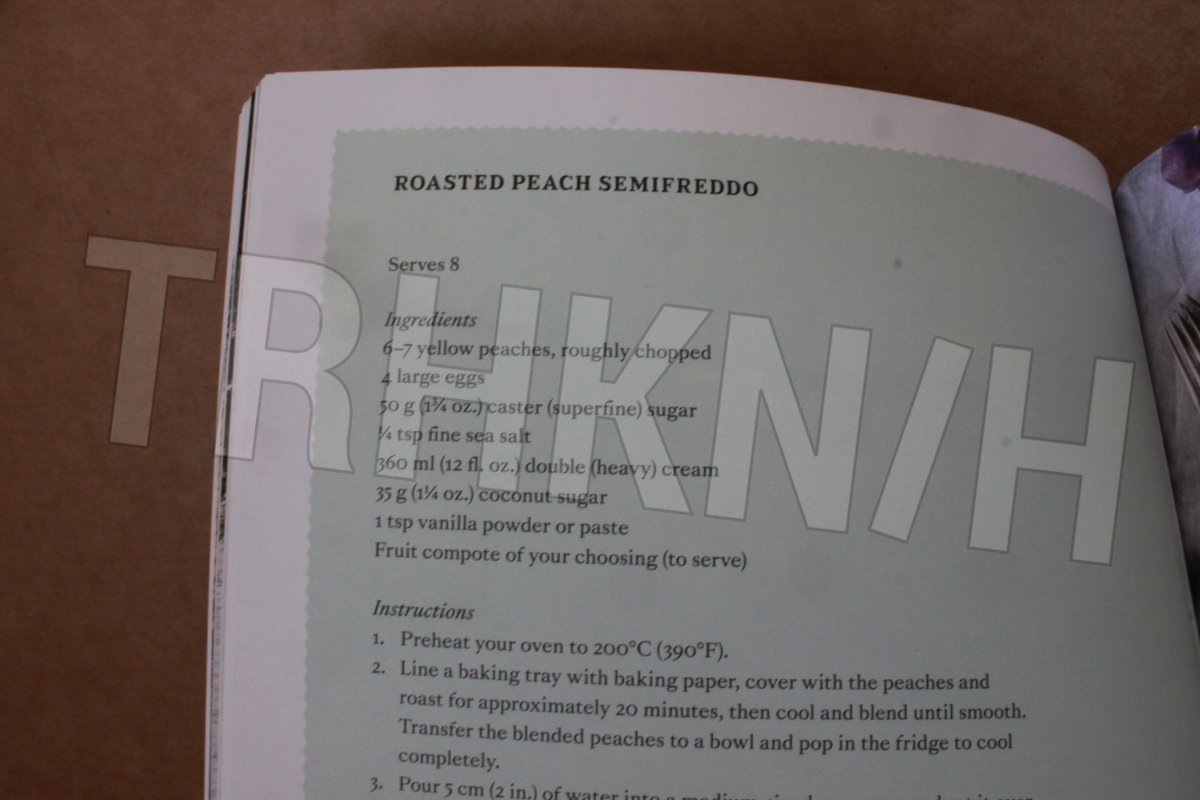 ROASTED PEACH SEMIFREDDO
Serves 8
Ingredients
6–7 yellow peaches, roughly chopped
4 large eggs
50 g (1¾ oz.) caster (superfine) sugar
¼ tsp fine sea salt
360 ml (12 fl. oz.) double (heavy) cream
35 g (1¼ oz.) coconut sugar
1 tsp vanilla powder or paste
Fruit compote of your choosing (to serve)
Instructions
1. Preheat your oven to 200°C (390°F).
2. Line a baking tray with baking paper, cover with the peaches and
roast for approximately 20 minutes, then cool and blend until smooth.
Transfer the blended peaches to a bowl and pop in the fridge to cool
completely.
3. Pour 5 cm (2 in.) of water into a
TRHKN/H